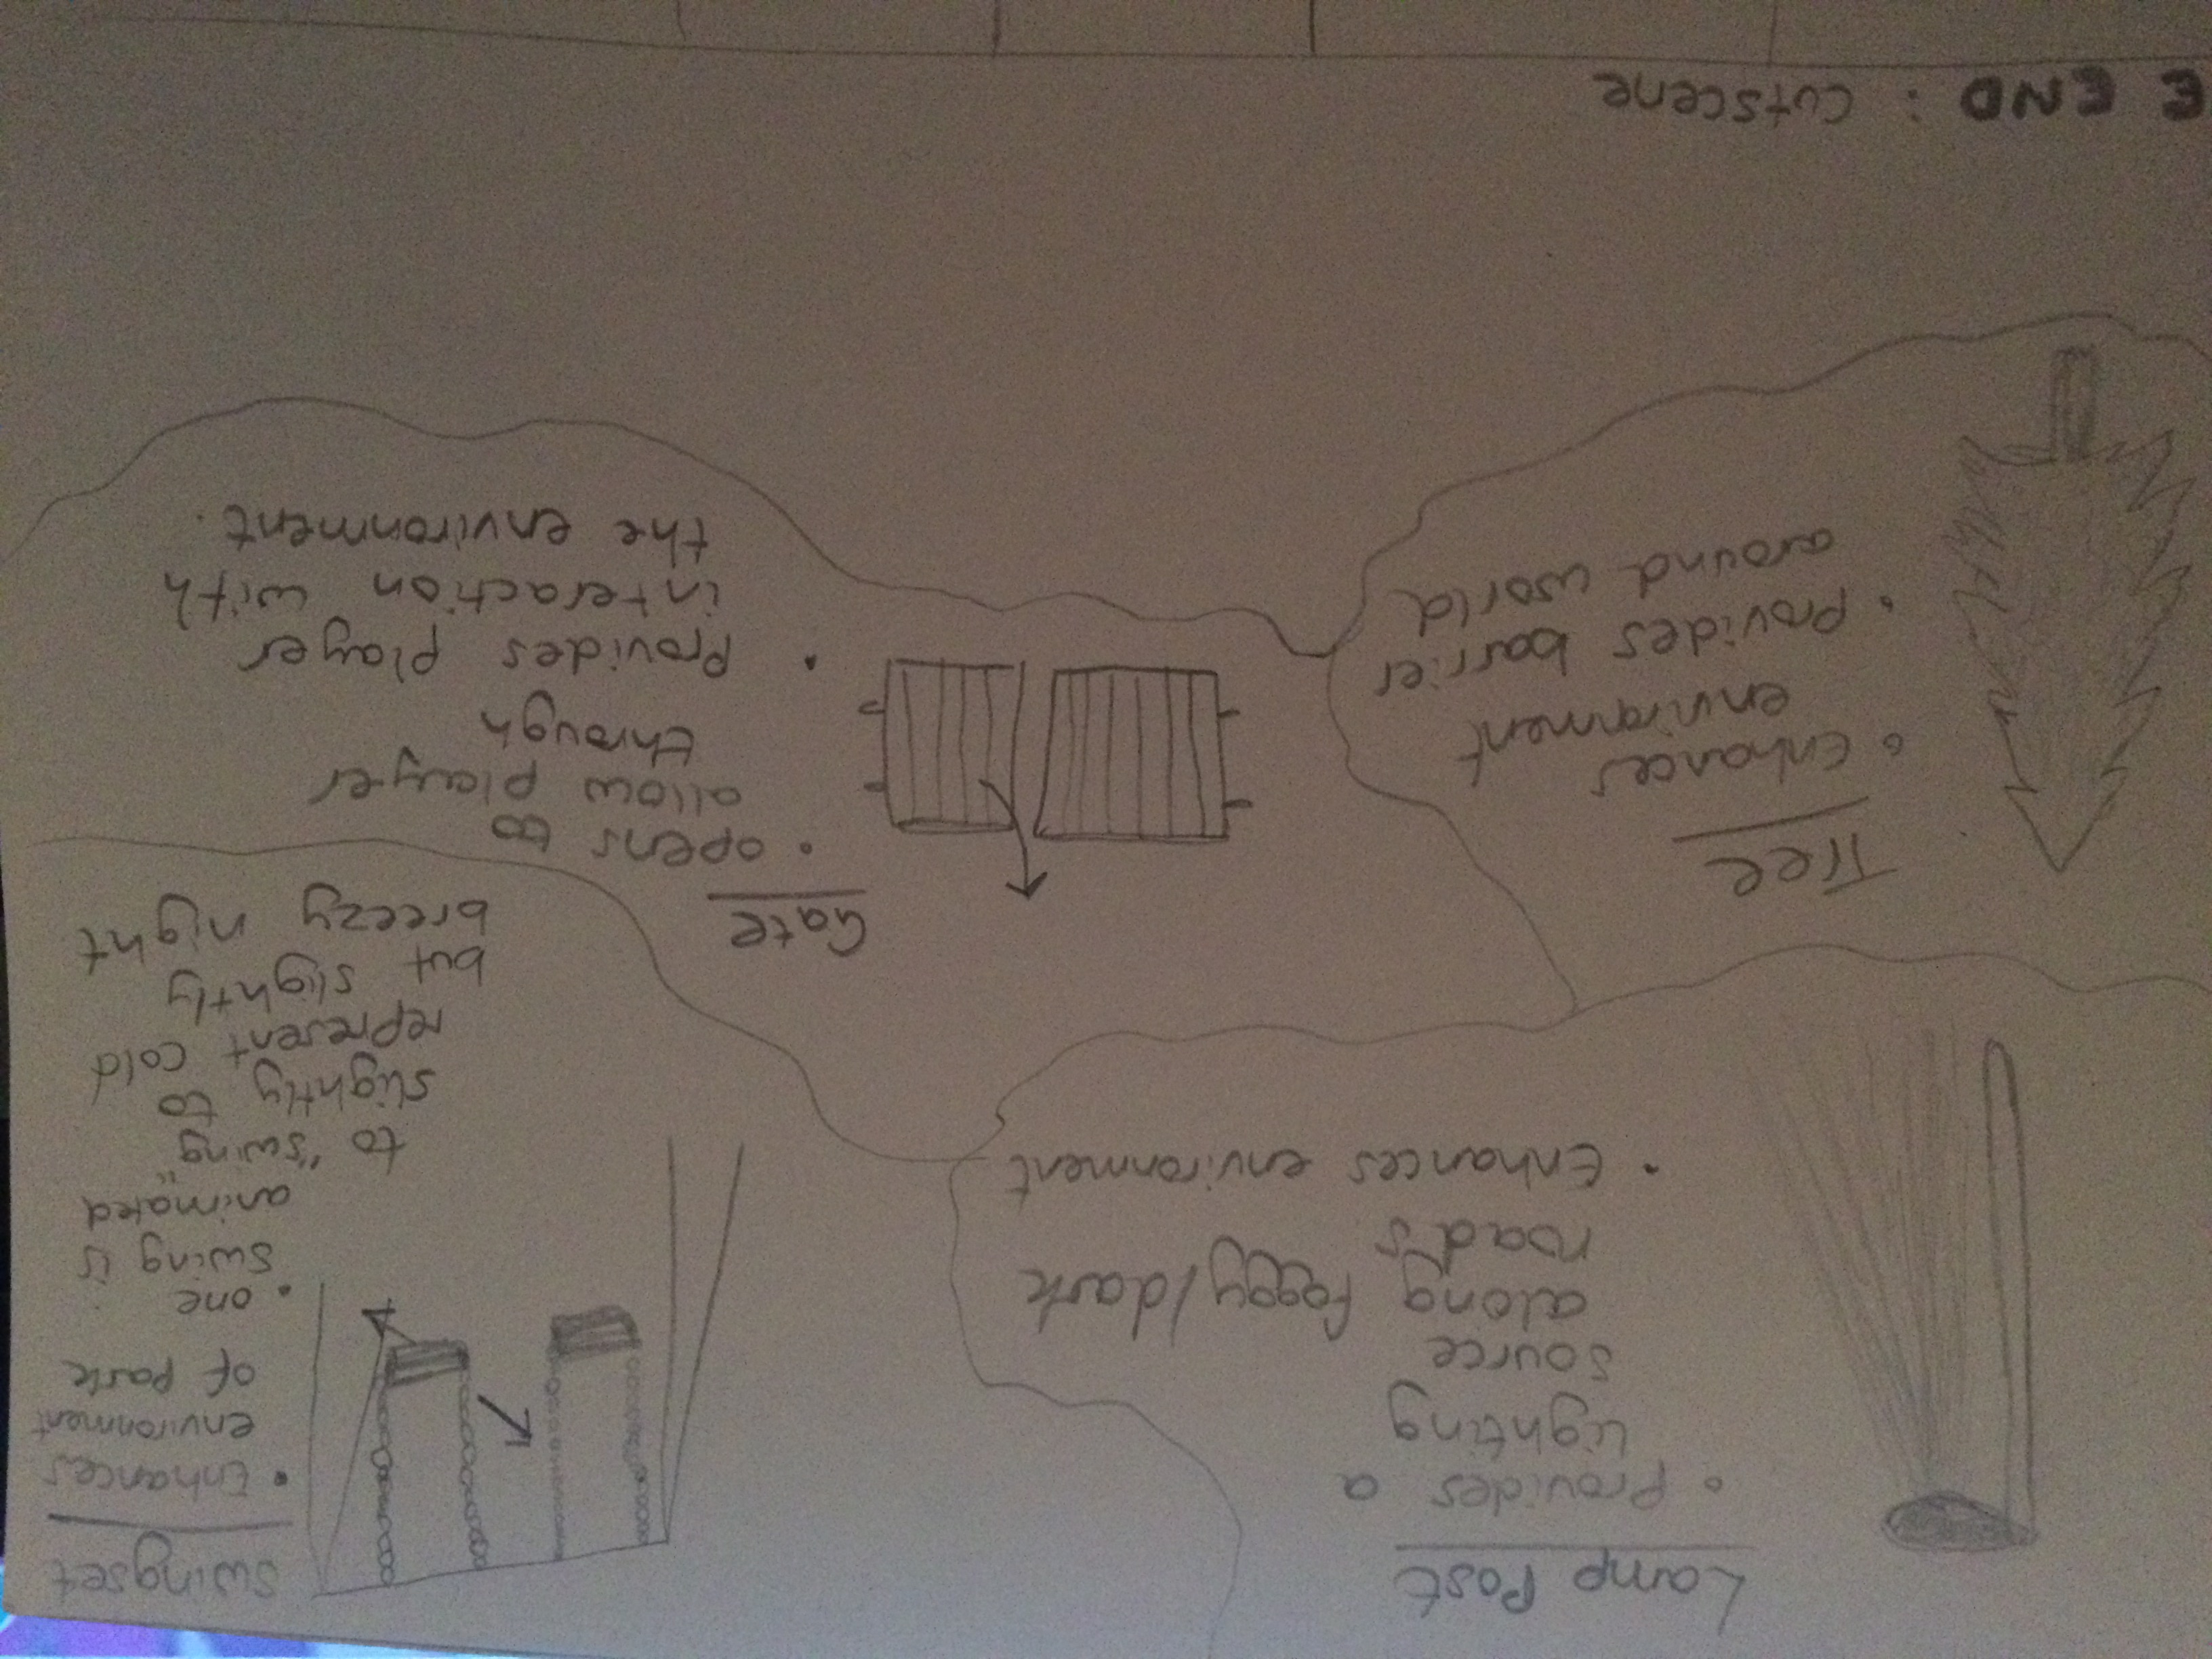 Lamp Post
• Provides a
lighting
source
along foggy/dark
roads
• Enhances environment
Swingset
• Enhances
environment
of park
• one
swing is
animated
to "swing"
slightly to
represent cold
but slightly
breezy night
Tree
• Enhances
environment
• provides barrier
around world
Gate
• opens to
allow player
through
• Provides player
interaction with
the environment.
E END : Cutscene